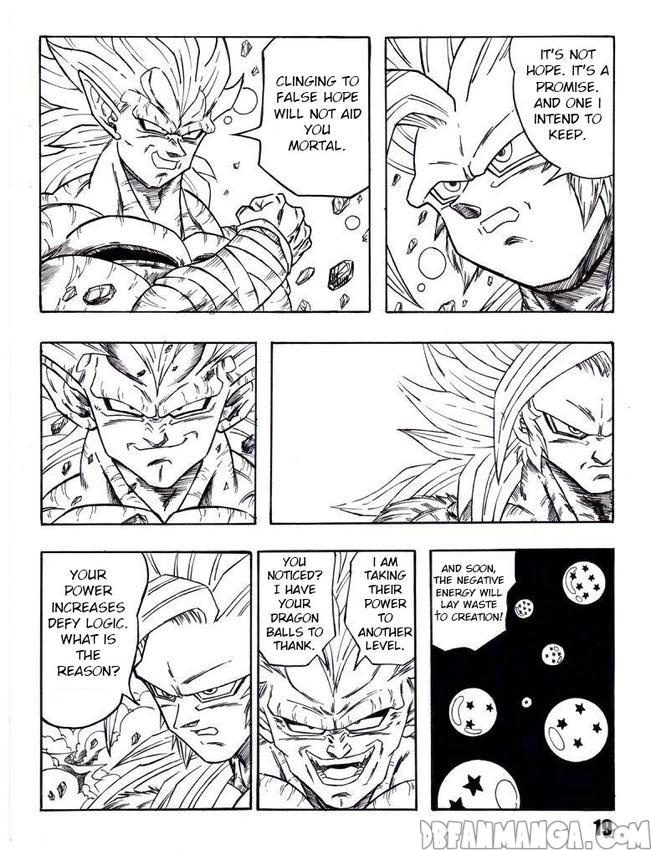 CLINGING TO
FALSE HOPE
WILL NOT AID
YOU
MORTAL.
IT'S NOT
HOPE. IT'S A
PROMISE.
AND ONE I
INTEND TO
KEEP.
YOUR
POWER
INCREASES
DEFY LOGIC.
WHAT IS
THE
REASON?
YOU
NOTICED?
I HAVE
YOUR
DRAGON
BALLS TO
THANK.
I AM
TAKING
THEIR
POWER TO
ANOTHER
LEVEL.
AND SOON,
THE NEGATIVE
ENERGY WILL
LAY WASTE
TO CREATION!
19
DBFANMANGA.COM